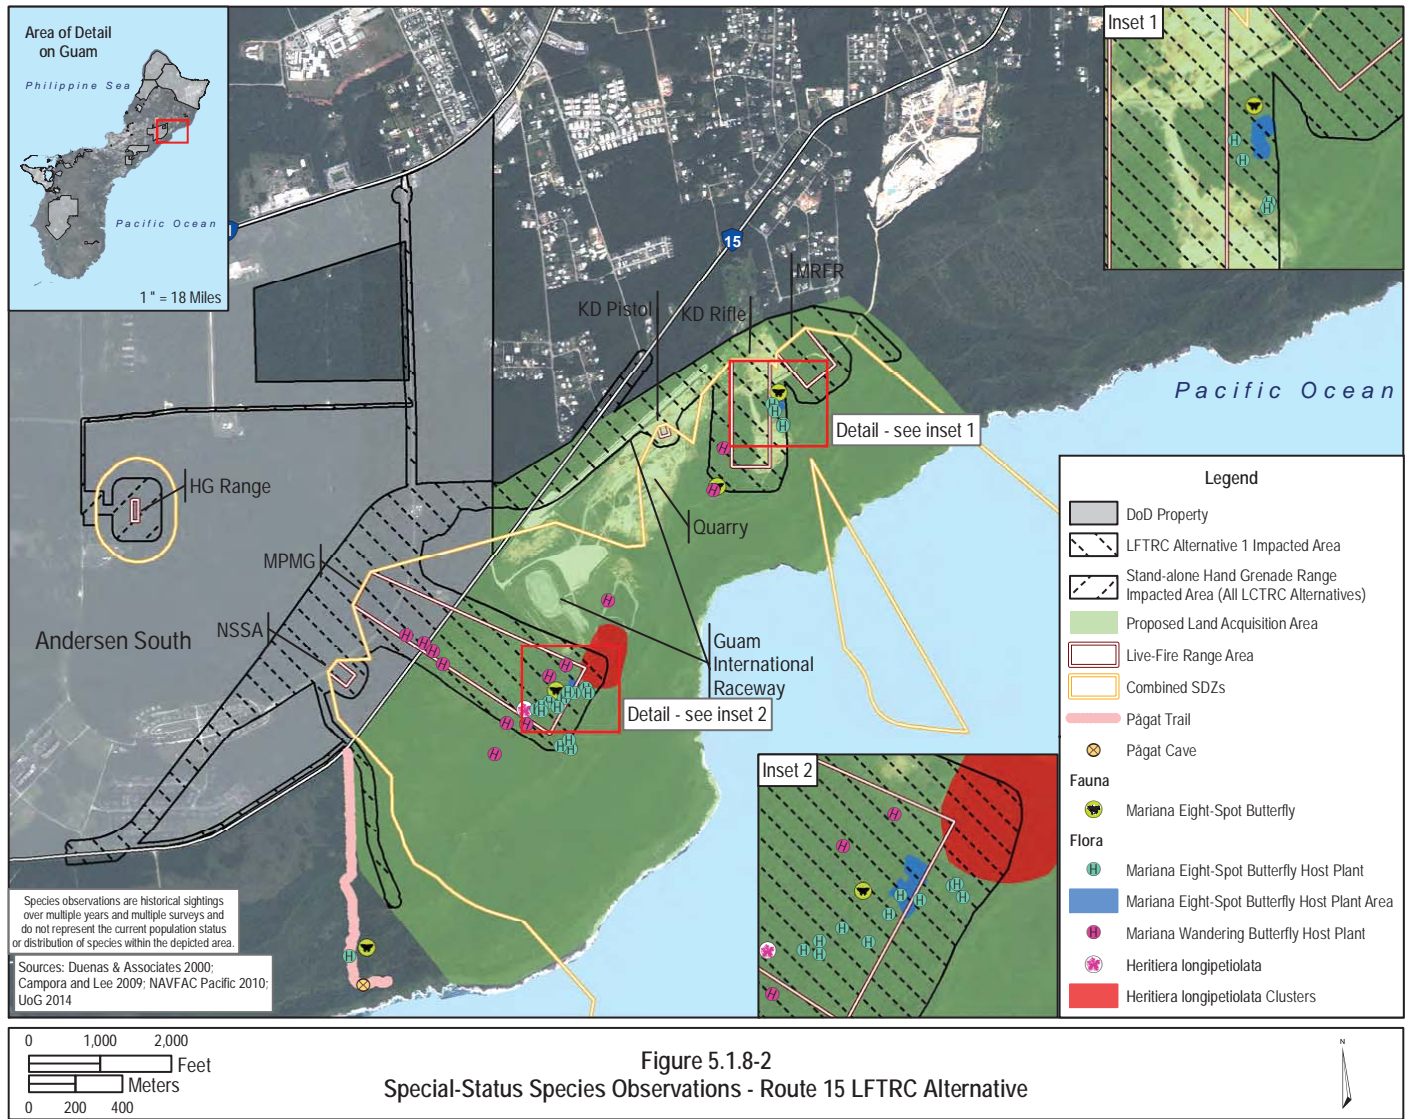 Area of Detail
on Guam
Philippine Sea
Pacific Ocean
1 " = 18 Miles
Inset 1
15
MRFR
KD Pistol
KD Rifle
Pacific Ocean
Detail - see inset 1
HG Range
Quarry
MPMG
NSSA
Andersen South
Guam
International
Raceway
Detail - see inset 2
Inset 2
Legend
DoD Property
LFTRC Alternative 1 Impacted Area
Stand-alone Hand Grenade Range
Impacted Area (All LCTRC Alternatives)
Proposed Land Acquisition Area
Live-Fire Range Area
Combined SDZs
Pågat Trail
Pågat Cave
Fauna
Mariana Eight-Spot Butterfly
Flora
H Mariana Eight-Spot Butterfly Host Plant
Mariana Eight-Spot Butterfly Host Plant Area
H Mariana Wandering Butterfly Host Plant
Heritiera longipetiolata
Heritiera longipetiolata Clusters
Species observations are historical sightings
over multiple years and multiple surveys and
do not represent the current population status
or distribution of species within the depicted area.
Sources: Duenas & Associates 2000;
Campora and Lee 2009; NAVFAC Pacific 2010;
UoG 2014
0 1,000 2,000
Feet
Meters
0 200 400
Figure 5.1.8-2
Special-Status Species Observations - Route 15 LFTRC Alternative
N